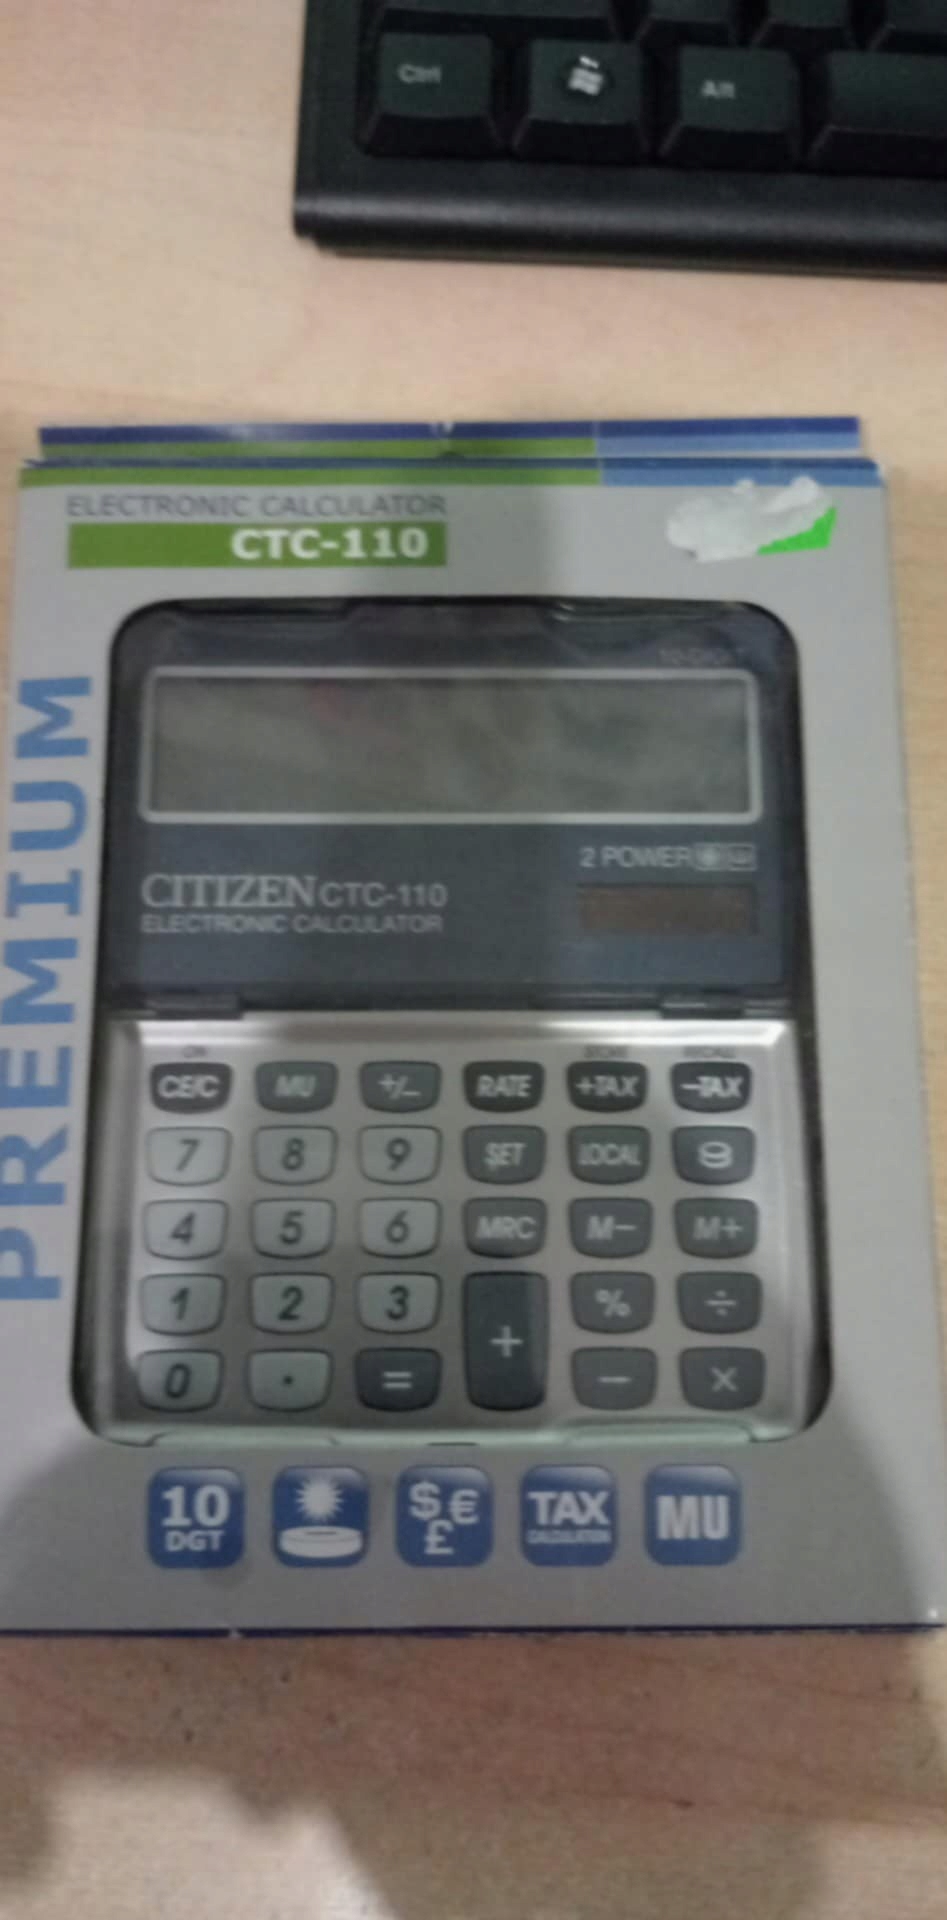 Ctrl Alt
ELECTRONIC CALCULATOR
CTC-110
PREMIUM
2 POWER
CITIZEN CTC-110
ELECTRONIC CALCULATOR
CE/C MU +/- RATE +TAX -TAX
7 8 9 SET LOCAL
4 5 6 MRC M- M+
1 2 3 + % ÷
0 . = - ×
10
DGT
$ €
£
TAX
CALCULATION
MU